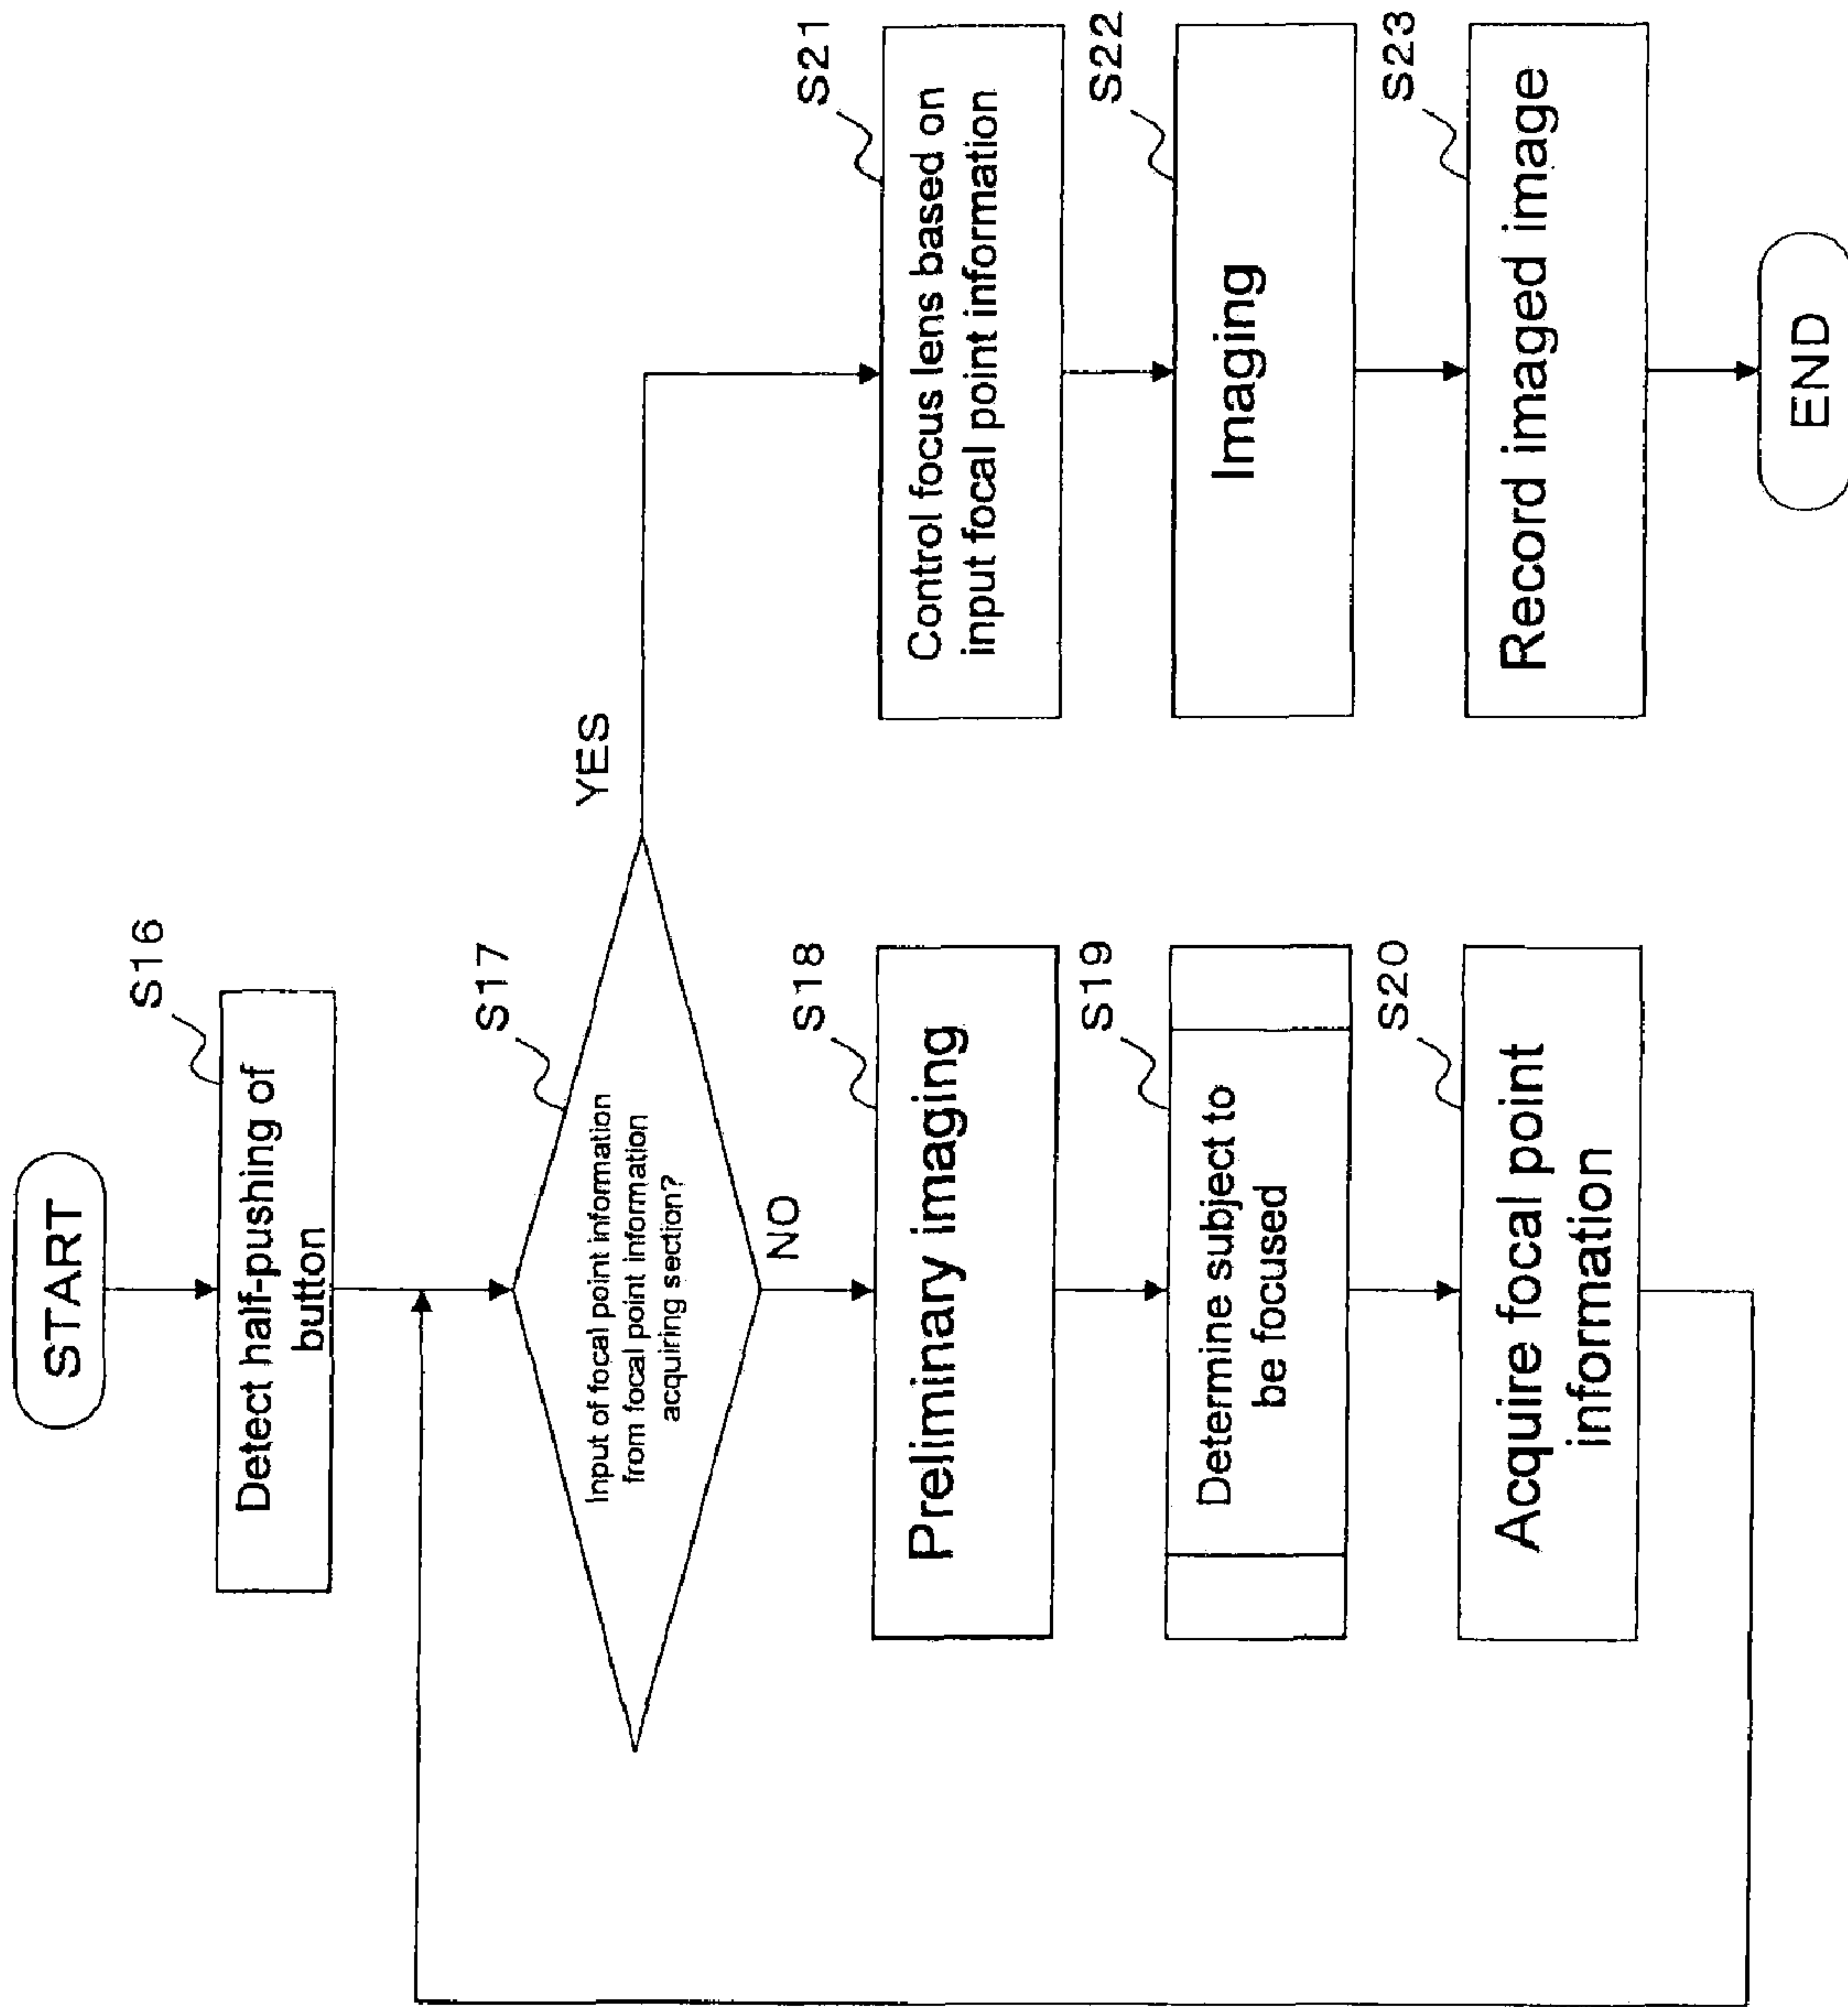 START
S16
Detect half-pushing of
button
S17
Input of focal point infomation
from focal point information
acquiring section?
YES
NO
S18
Preliminary imaging
S19
Determine subject to
be focused
S20
Acquire focal point
information
S21
Control focus lens based on
input focal point information
S22
Imaging
S23
Record imaged image
END